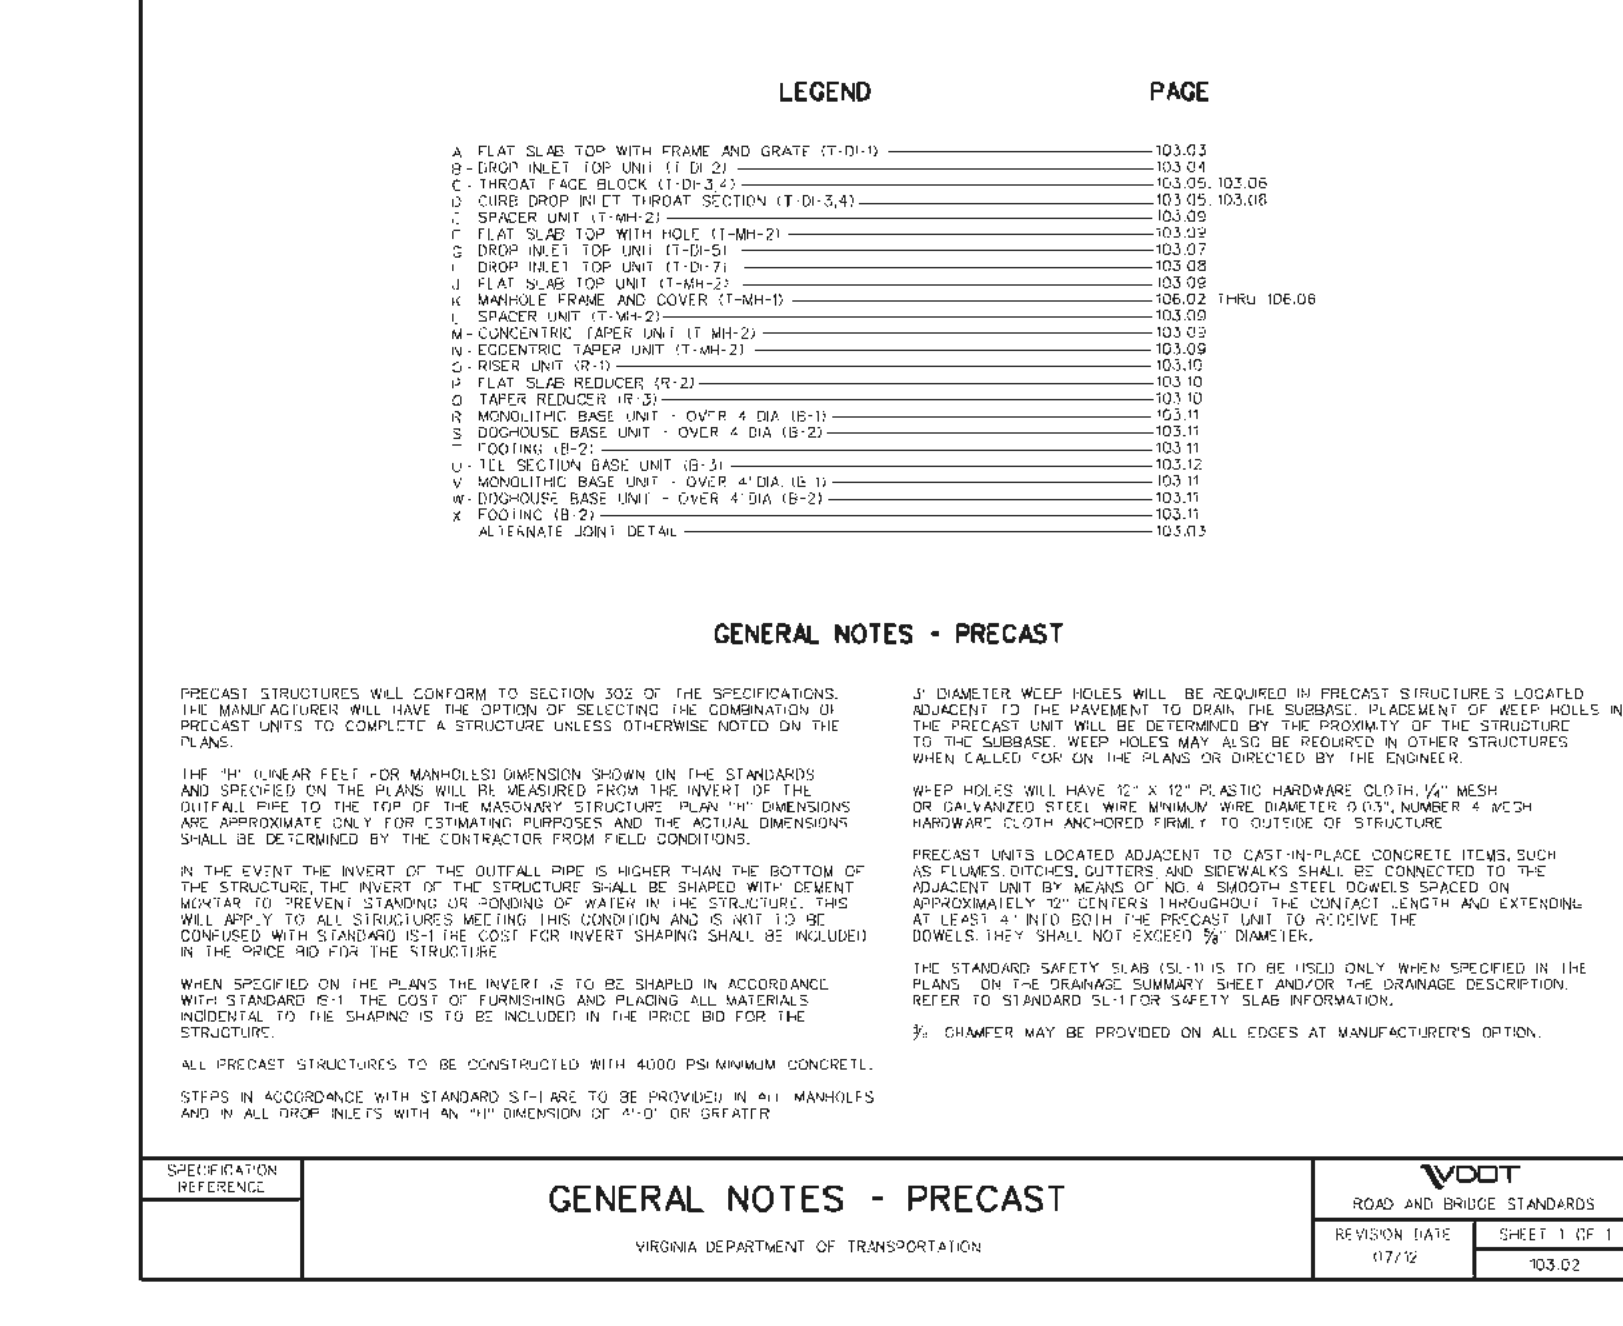 LEGEND PAGE
A FLAT SLAB TOP WITH FRAME AND GRATE (T-DI-1) 103.03
B - DROP INLET TOP UNIT (T-DI-2) 103.04
C - THROAT FACE BLOCK (T-DI-3,4) 103.05, 103.06
D CURB DROP INLET THROAT SECTION (T-DI-3,4) 103.05, 103.08
SPACER UNIT (T-MH-2) 103.09
F FLAT SLAB TOP WITH HOLE (T-MH-2) 103.09
G DROP INLET TOP UNIT (T-DI-5) 103.07
DROP INLET TOP UNIT (T-DI-7) 103.08
J FLAT SLAB TOP UNIT (T-MH-2) 103.09
K MANHOLE FRAME AND COVER (T-MH-1) 106.02 THRU 106.08
L SPACER UNIT (T-MH-2) 103.09
M - CONCENTRIC TAPER UNIT (T-MH-2) 103.09
N - ECCENTRIC TAPER UNIT (T-MH-2) 103.09
O - RISER UNIT (R-1) 103.10
P FLAT SLAB REDUCER (R-2) 103.10
Q TAPER REDUCER (R-3) 103.10
R MONOLITHIC BASE UNIT - OVER 4 DIA (B-1) 103.11
S DOGHOUSE BASE UNIT - OVER 4 DIA (B-2) 103.11
T FOOTING (B-2) 103.11
U - TEE SECTION BASE UNIT (B-3) 103.12
V MONOLITHIC BASE UNIT - OVER 4' DIA. (B-1) 103.11
W - DOGHOUSE BASE UNIT - OVER 4' DIA (B-2) 103.11
X FOOTING (B-2) 103.11
ALTERNATE JOINT DETAIL 103.03
GENERAL NOTES - PRECAST
PRECAST STRUCTURES WILL CONFORM TO SECTION 302 OF THE SPECIFICATIONS.
THE MANUFACTURER WILL HAVE THE OPTION OF SELECTING THE COMBINATION OF
PRECAST UNITS TO COMPLETE A STRUCTURE UNLESS OTHERWISE NOTED ON THE
PLANS.
THE "H" (LINEAR FEET FOR MANHOLES) DIMENSION SHOWN ON THE STANDARDS
AND SPECIFIED ON THE PLANS WILL BE MEASURED FROM THE INVERT OF THE
OUTFALL PIPE TO THE TOP OF THE MASONARY STRUCTURE PLAN "H" DIMENSIONS
ARE APPROXIMATE ONLY FOR ESTIMATING PURPOSES AND THE ACTUAL DIMENSIONS
SHALL BE DETERMINED BY THE CONTRACTOR FROM FIELD CONDITIONS.
IN THE EVENT THE INVERT OF THE OUTFALL PIPE IS HIGHER THAN THE BOTTOM OF
THE STRUCTURE, THE INVERT OF THE STRUCTURE SHALL BE SHAPED WITH CEMENT
MORTAR TO PREVENT STANDING OR PONDING OF WATER IN THE STRUCTURE. THIS
WILL APPLY TO ALL STRUCTURES MEETING THIS CONDITION AND IS NOT TO BE
CONFUSED WITH STANDARD IS-1 THE COST FOR INVERT SHAPING SHALL BE INCLUDED
IN THE PRICE BID FOR THE STRUCTURE
WHEN SPECIFIED ON THE PLANS THE INVERT IS TO BE SHAPED IN ACCORDANCE
WITH STANDARD IS-1 THE COST OF FURNISHING AND PLACING ALL MATERIALS
INCIDENTAL TO THE SHAPING IS TO BE INCLUDED IN THE PRICE BID FOR THE
STRUCTURE.
ALL PRECAST STRUCTURES TO BE CONSTRUCTED WITH 4000 PSI MINIMUM CONCRETE.
STEPS IN ACCORDANCE WITH STANDARD ST-1 ARE TO BE PROVIDED IN ALL MANHOLES
AND IN ALL DROP INLETS WITH AN "H" DIMENSION OF 4'-0" OR GREATER
3" DIAMETER WEEP HOLES WILL BE REQUIRED IN PRECAST STRUCTURES LOCATED
ADJACENT TO THE PAVEMENT TO DRAIN THE SUBBASE. PLACEMENT OF WEEP HOLES IN
THE PRECAST UNIT WILL BE DETERMINED BY THE PROXIMITY OF THE STRUCTURE
TO THE SUBBASE. WEEP HOLES MAY ALSO BE REQUIRED IN OTHER STRUCTURES
WHEN CALLED FOR ON THE PLANS OR DIRECTED BY THE ENGINEER.
WEEP HOLES WILL HAVE 12" X 12" PLASTIC HARDWARE CLOTH, 1/4" MESH
OR GALVANIZED STEEL WIRE MINIMUM WIRE DIAMETER 0.03", NUMBER 4 MESH
HARDWARE CLOTH ANCHORED FIRMLY TO OUTSIDE OF STRUCTURE
PRECAST UNITS LOCATED ADJACENT TO CAST-IN-PLACE CONCRETE ITEMS, SUCH
AS FLUMES, DITCHES, GUTTERS, AND SIDEWALKS SHALL BE CONNECTED TO THE
ADJACENT UNIT BY MEANS OF NO. 4 SMOOTH STEEL DOWELS SPACED ON
APPROXIMATELY 12" CENTERS THROUGHOUT THE CONTACT LENGTH AND EXTENDING
AT LEAST 4" INTO BOTH THE PRECAST UNIT TO RECEIVE THE
DOWELS. THEY SHALL NOT EXCEED 5/8" DIAMETER.
THE STANDARD SAFETY SLAB (SL-1) IS TO BE USED ONLY WHEN SPECIFIED IN THE
PLANS ON THE DRAINAGE SUMMARY SHEET AND/OR THE DRAINAGE DESCRIPTION.
REFER TO STANDARD SL-1 FOR SAFETY SLAB INFORMATION.
CHAMFER MAY BE PROVIDED ON ALL EDGES AT MANUFACTURER'S OPTION.
SPECIFICATION
REFERENCE
GENERAL NOTES - PRECAST
VIRGINIA DEPARTMENT OF TRANSPORTATION
VDOT
ROAD AND BRIDGE STANDARDS
REVISION DATE
07/12
SHEET 1 OF 1
103.02